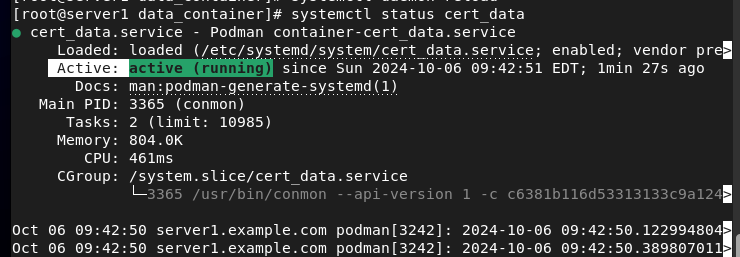 [root@server1 data_container]# systemctl status cert_data
● cert_data.service - Podman container-cert_data.service
Loaded: loaded (/etc/systemd/system/cert_data.service; enabled; vendor pre>
Active: active (running) since Sun 2024-10-06 09:42:51 EDT; 1min 27s ago
Docs: man:podman-generate-systemd(1)
Main PID: 3365 (conmon)
Tasks: 2 (limit: 10985)
Memory: 804.0K
CPU: 461ms
CGroup: /system.slice/cert_data.service
└─3365 /usr/bin/conmon --api-version 1 -c c6381b116d53313133c9a124>
Oct 06 09:42:50 server1.example.com podman[3242]: 2024-10-06 09:42:50.122994804>
Oct 06 09:42:50 server1.example.com podman[3242]: 2024-10-06 09:42:50.389807011>